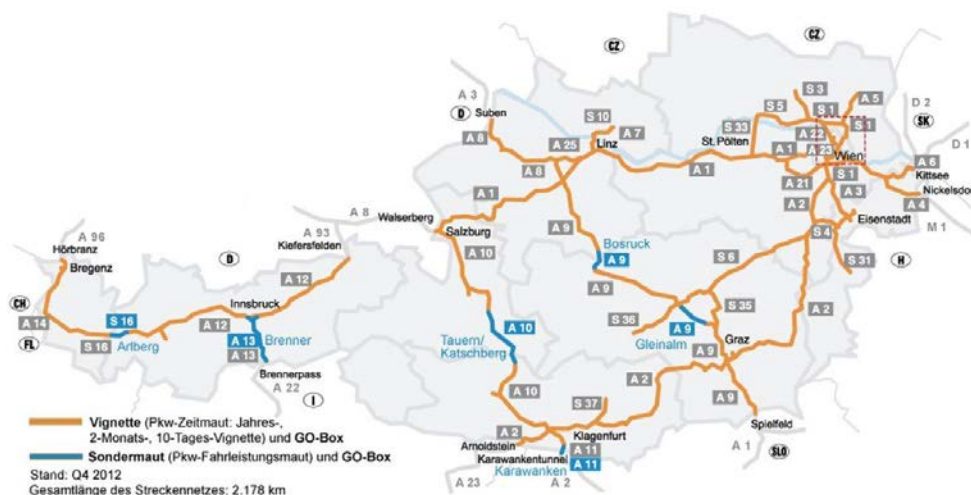 CZ
CZ
S 3
A 5
A 3
S 10
S 5
S 1
D 2
D
Suben
S 33
A 7
A 22
S 1
SK
A 8
A 25
Linz
St. Pölten
A 1
A 23
Wien
D 1
A 8
A 1
A 6
Kittsee
A 1
A 21
S 1
A 3
Nickelsdo
A 8
Walserberg
A 2
A 4
A 96
A 93
Salzburg
A 9
Eisenstadt
M 1
Hörbranz
Kiefersfelden
A 10
Bosruck
S 4
Bregenz
D
A 9
S 6
S 31
H
A 12
A 9
CH
Innsbruck
S 35
A 2
A 14
S 16
A 12
A 10
S 36
A 9
FL
S 16
Arlberg
A 13
Brenner
Tauern/
Katschberg
Gleinalm
A 9
Graz
A 13
Brennerpass
A 2
A 22
A 10
I
S 37
A 9
Vignette (Pkw-Zeitmaut: Jahres-,
2-Monats-, 10-Tages-Vignette) und GO-Box
A 2
Klagenfurt
Spielfeld
Arnoldstein
A 11
Sondermaut (Pkw-Fahrleistungsmaut) und GO-Box
Karawankentunnel
A 1
SLO
Karawanken
A 11
Stand: Q4 2012
A 23
A 2
Gesamtlänge des Streckennetzes: 2.178 km